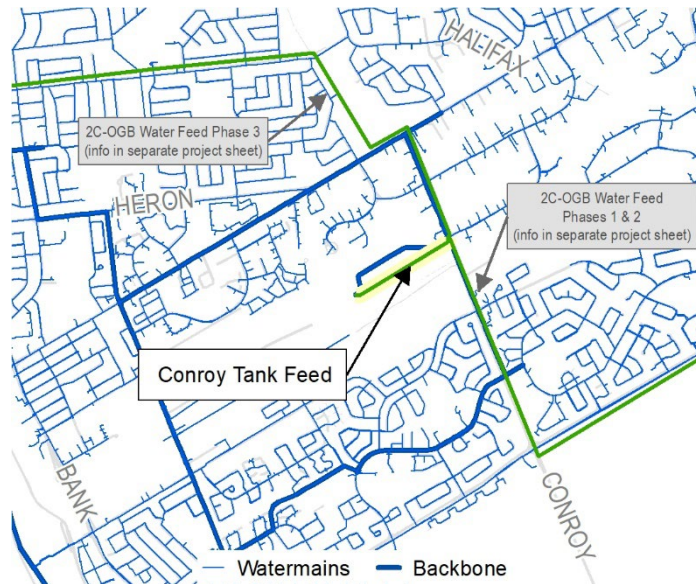 HALIFAX
2C-OGB Water Feed Phase 3
(info in separate project sheet)
HERON
2C-OGB Water Feed
Phases 1 & 2
(info in separate project sheet)
Conroy Tank Feed
BANK
CONROY
Watermains
Backbone